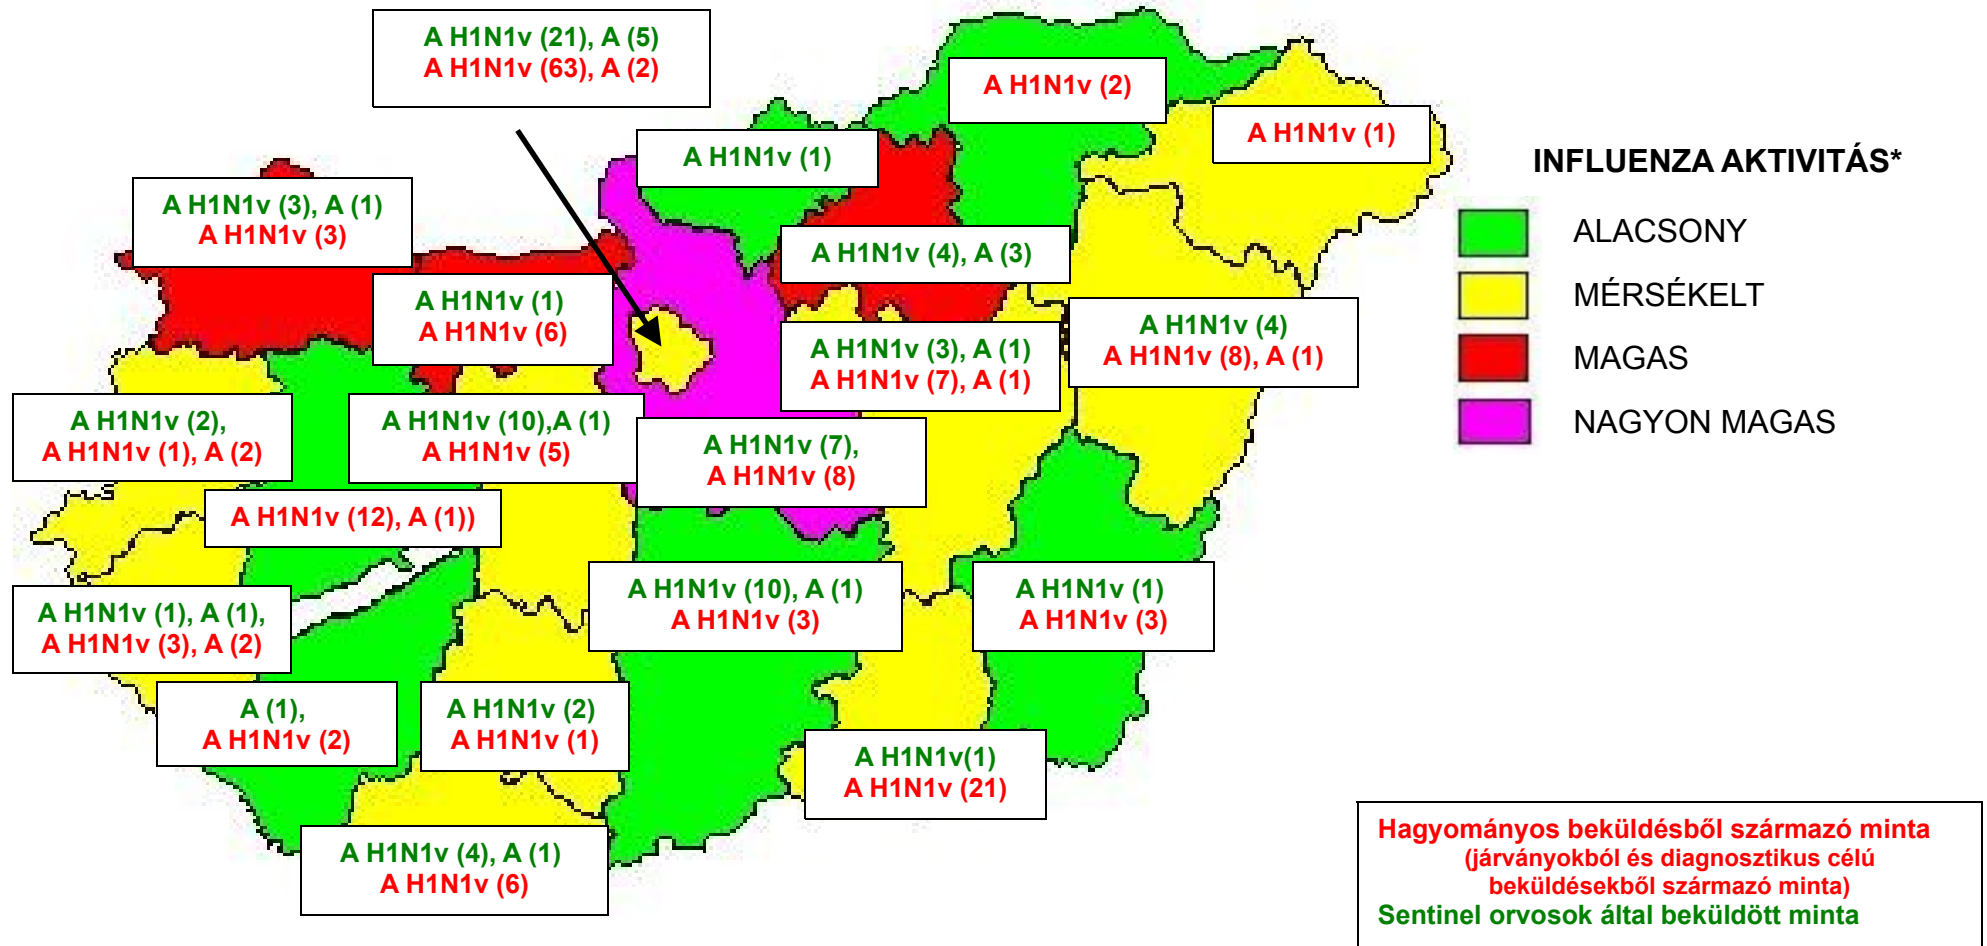 A H1N1v (21), A (5)
A H1N1v (63), A (2)
A H1N1v (2)
A H1N1v (1)
A H1N1v (1)
INFLUENZA AKTIVITÁS*
ALACSONY
MÉRSÉKELT
MAGAS
NAGYON MAGAS
A H1N1v (3), A (1)
A H1N1v (3)
A H1N1v (4), A (3)
A H1N1v (1)
A H1N1v (6)
A H1N1v (3), A (1)
A H1N1v (7), A (1)
A H1N1v (4)
A H1N1v (8), A (1)
A H1N1v (2),
A H1N1v (1), A (2)
A H1N1v (10),A (1)
A H1N1v (5)
A H1N1v (7),
A H1N1v (8)
A H1N1v (12), A (1))
A H1N1v (1), A (1),
A H1N1v (3), A (2)
A H1N1v (10), A (1)
A H1N1v (3)
A H1N1v (1)
A H1N1v (3)
A (1),
A H1N1v (2)
A H1N1v (2)
A H1N1v (1)
A H1N1v(1)
A H1N1v (21)
A H1N1v (4), A (1)
A H1N1v (6)
Hagyományos beküldésből származó minta
(járványokból és diagnosztikus célú
beküldésekből származó minta)
Sentinel orvosok által beküldött minta